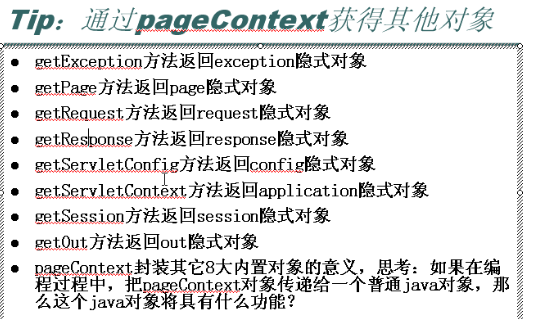 Tip：通过pageContext获得其他对象
● getException方法返回exception隐式对象
● getPage方法返回page隐式对象
● getRequest方法返回request隐式对象
● getResponse方法返回response隐式对象
● getServletConfig方法返回config隐式对象
● getServletContext方法返回application隐式对象
● getSession方法返回session隐式对象
● getOut方法返回out隐式对象
● pageContext封装其它8大内置对象的意义，思考：如果在编
程过程中，把pageContext对象传递给一个普通java对象，那
么这个java对象将具有什么功能？